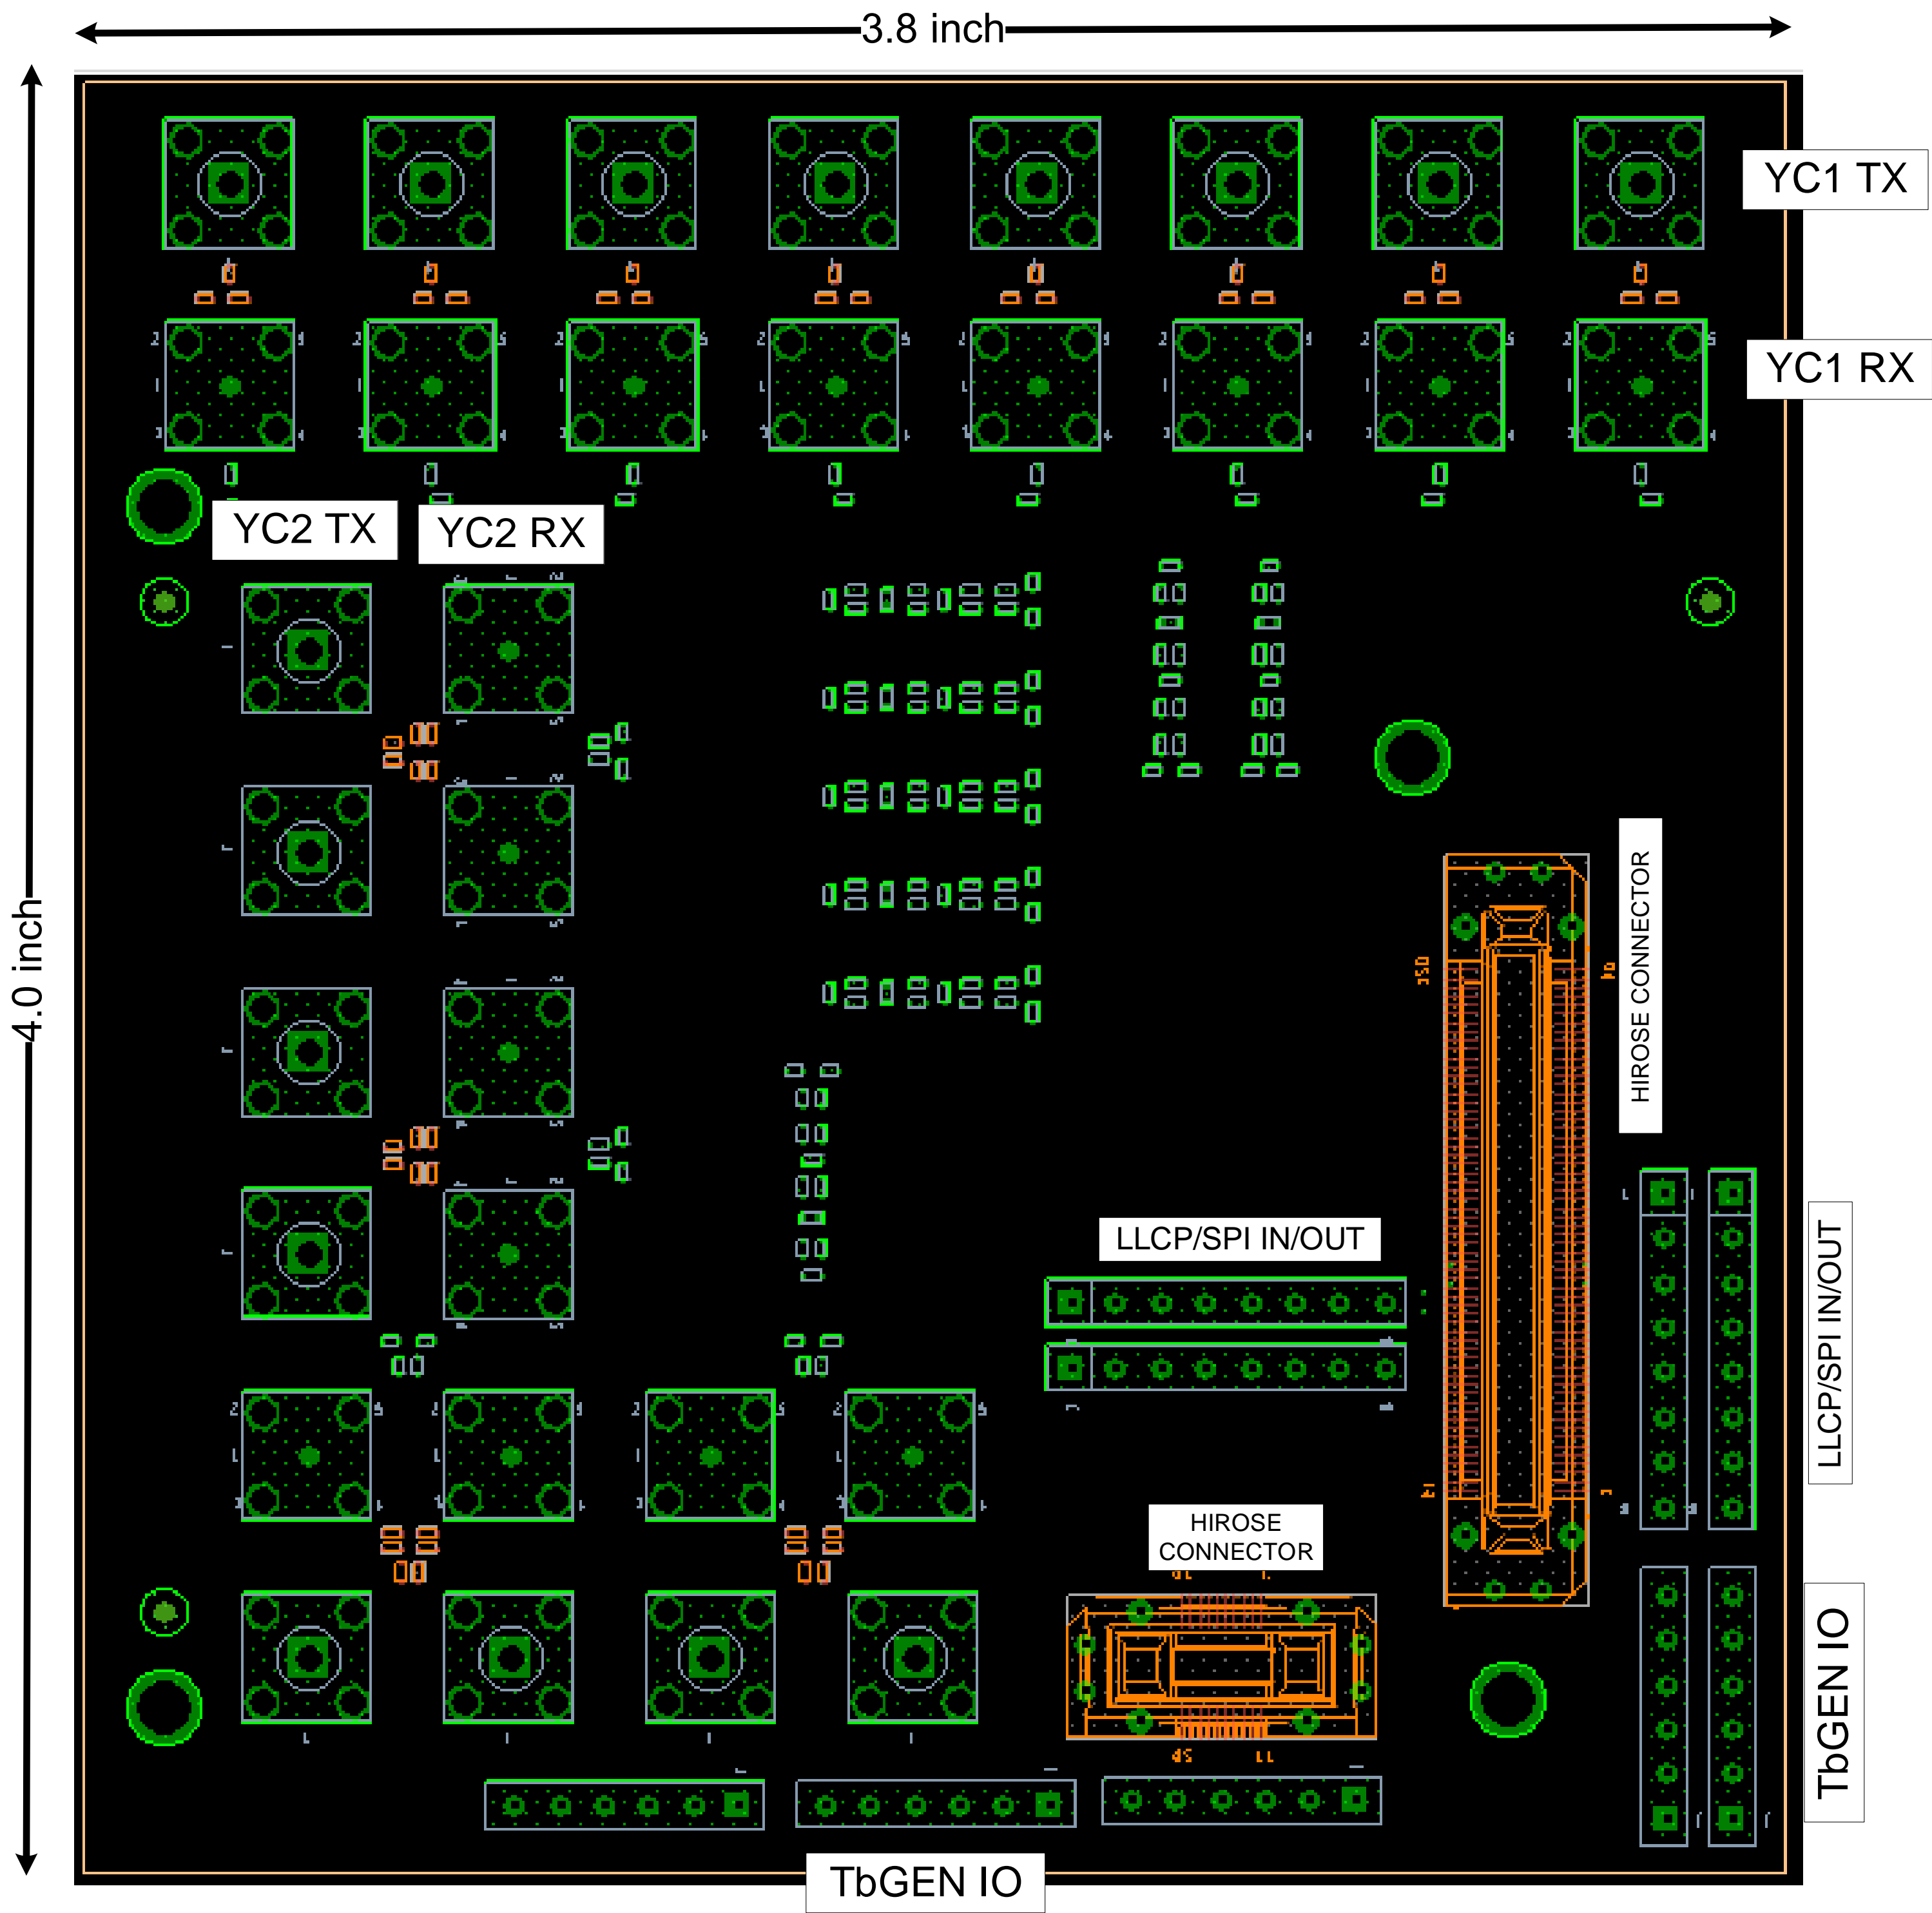 3.8 inch
YC1 TX
YC1 RX
YC2 TX
YC2 RX
4.0 inch
HIROSE CONNECTOR
LLCP/SPI IN/OUT
LLCP/SPI IN/OUT
HIROSE
CONNECTOR
TbGEN IO
TbGEN IO